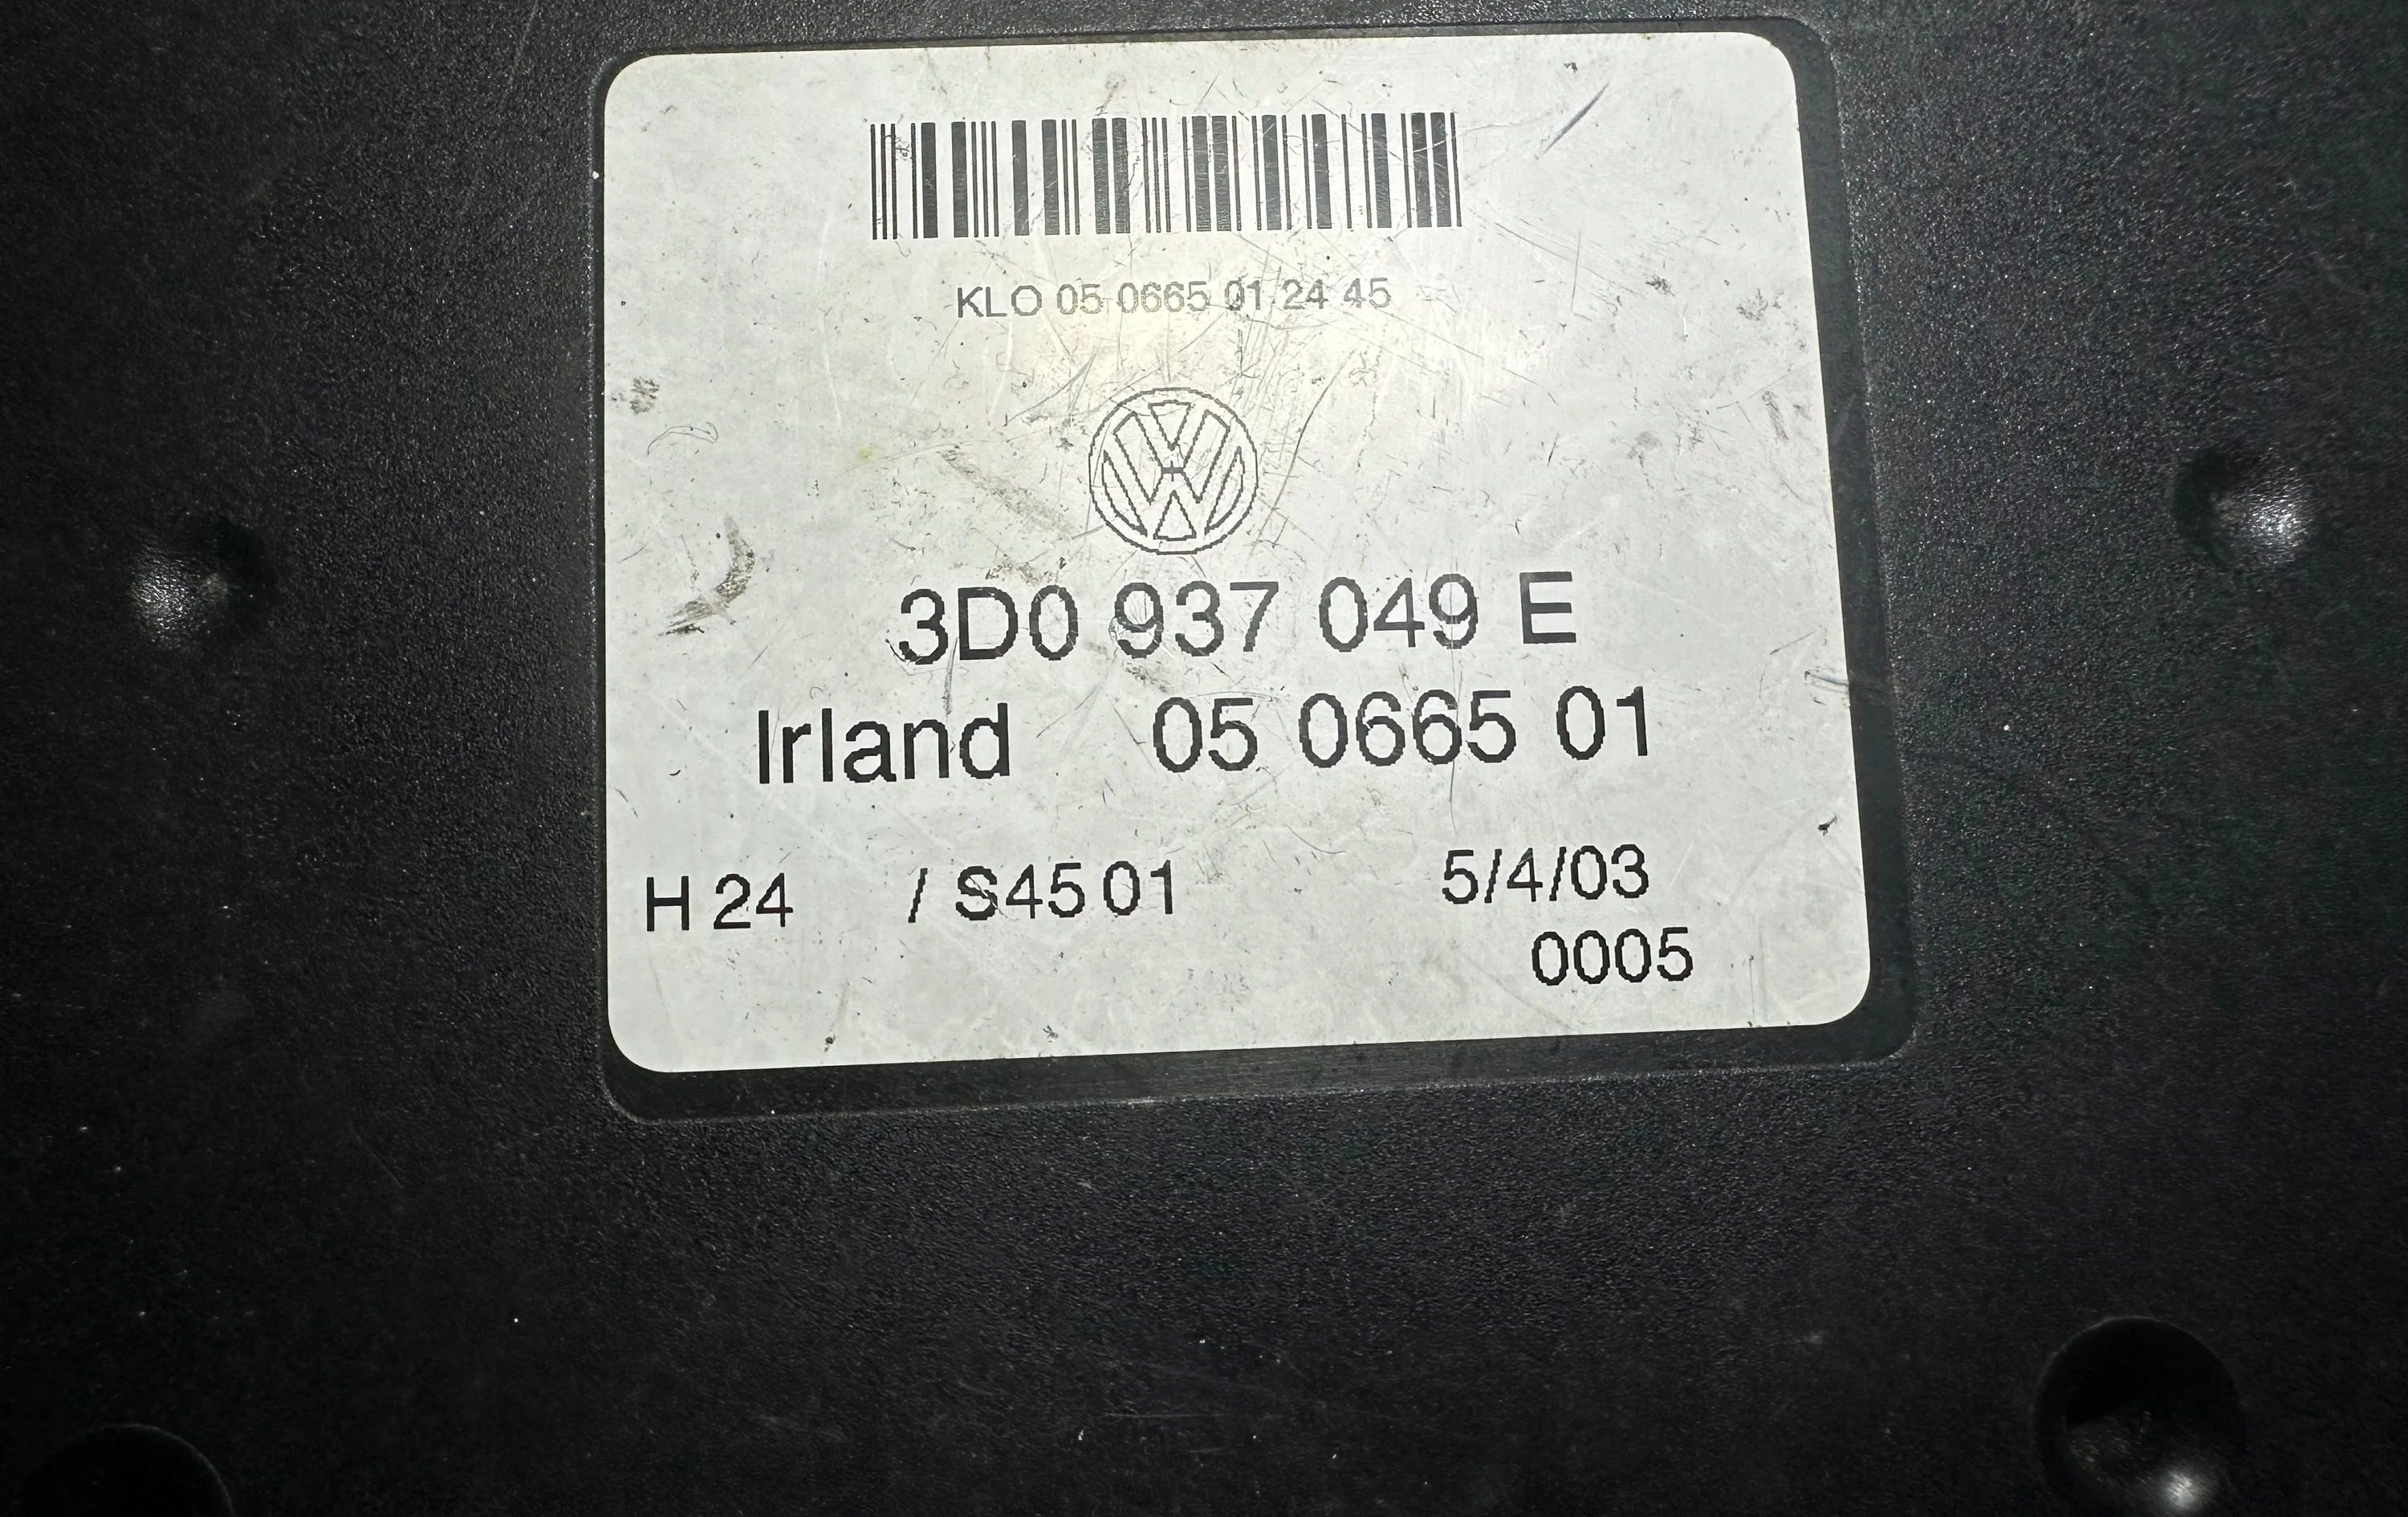 KLO 05 0665 01 24 45
VW
3D0 937 049 E
Irland 05 0665 01
H 24 / S45 01 5/4/03
0005